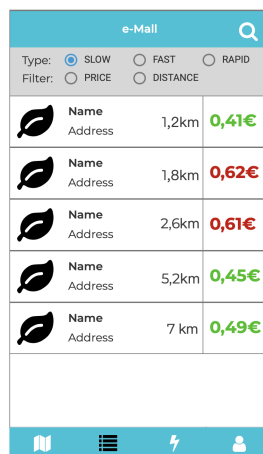 e-Mall
Type: SLOW FAST RAPID
Filter: PRICE DISTANCE
Name
Address 1,2km 0,41€
Name
Address 1,8km 0,62€
Name
Address 2,6km 0,61€
Name
Address 5,2km 0,45€
Name
Address 7 km 0,49€